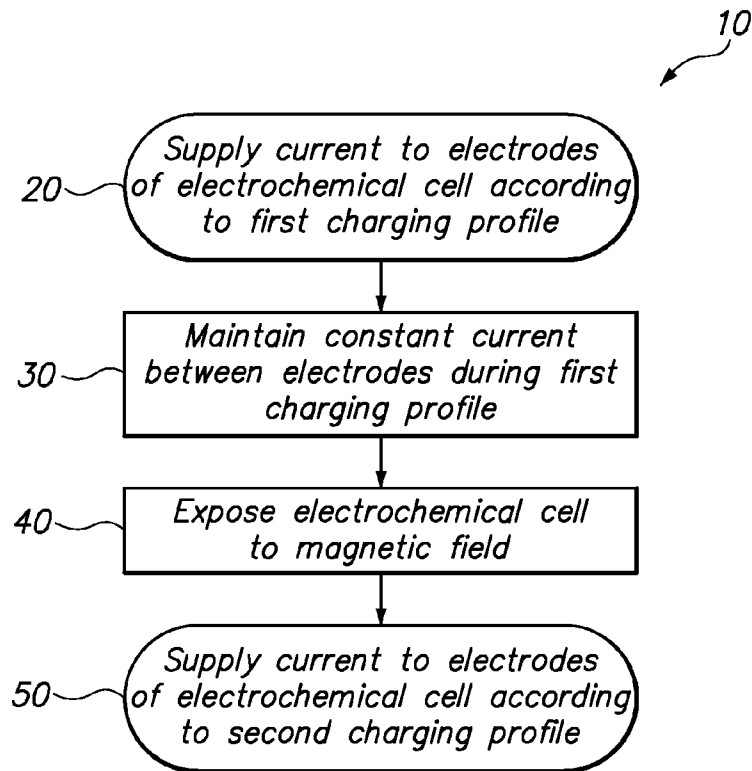 10
20
Supply current to electrodes
of electrochemical cell according
to first charging profile
30
Maintain constant current
between electrodes during first
charging profile
40
Expose electrochemical cell
to magnetic field
50
Supply current to electrodes
of electrochemical cell according
to second charging profile